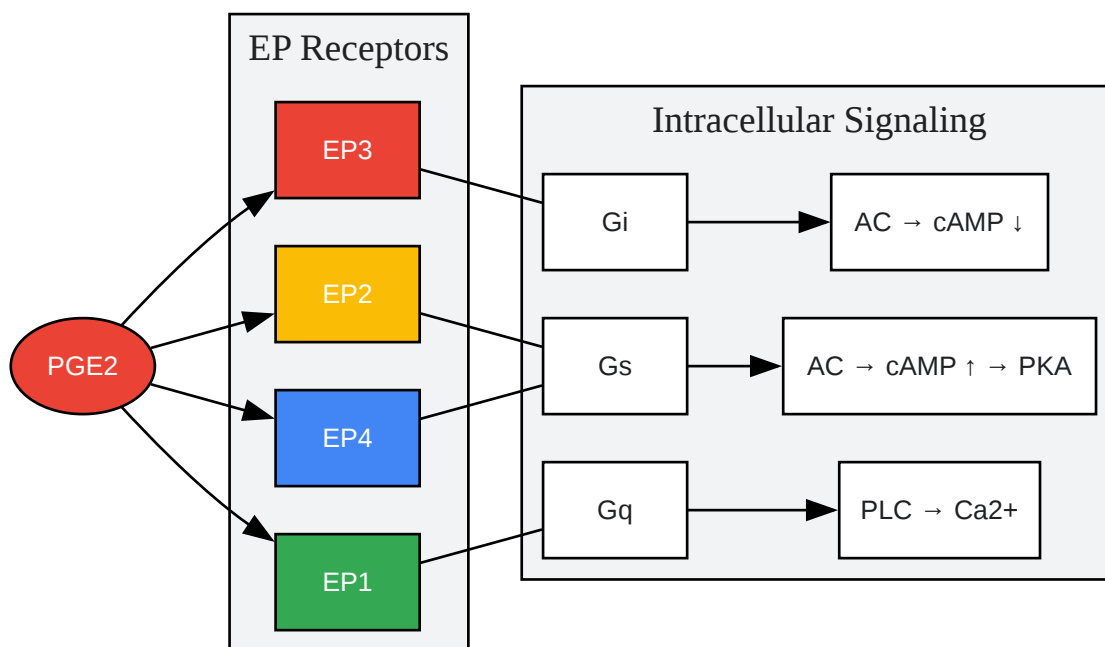 EP Receptors
Intracellular Signaling
EP3
Gi
AC → cAMP ↓
EP2
PGE2
Gs
AC → cAMP ↑ → PKA
EP4
Gq
PLC → Ca2+
EP1